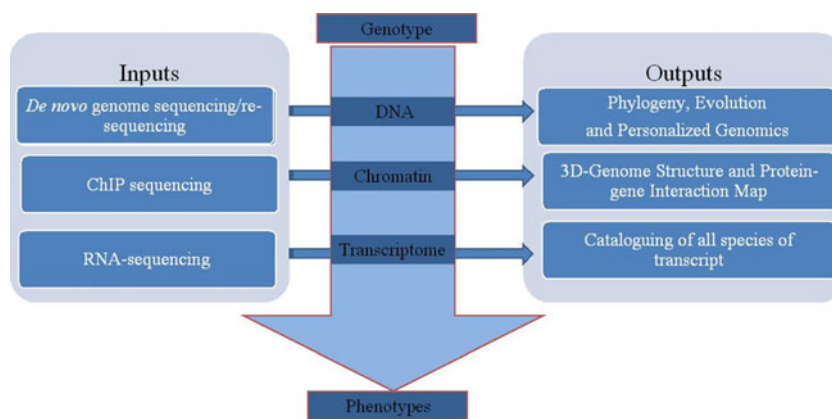 Genotype
Inputs
De novo genome sequencing/re-
sequencing
ChIP sequencing
RNA-sequencing
DNA
Chromatin
Transcriptome
Outputs
Phylogeny, Evolution
and Personalized Genomics
3D-Genome Structure and Protein-
gene Interaction Map
Cataloguing of all species of
transcript
Phenotypes